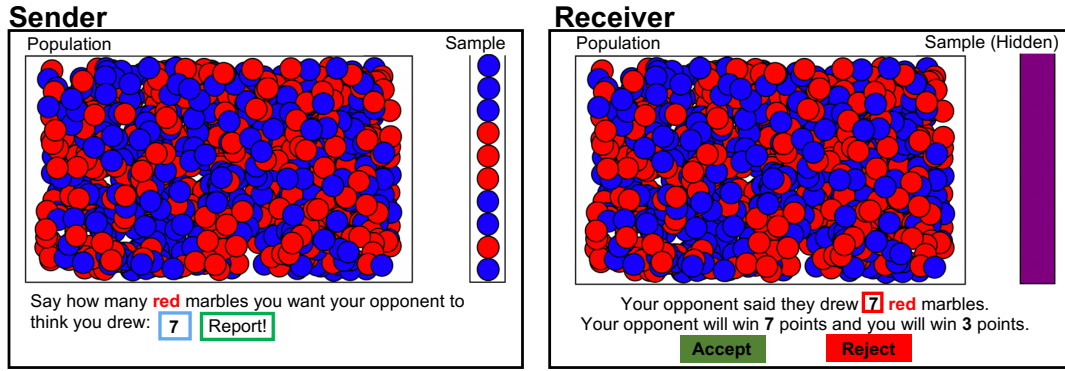 Sender
Population
Sample
Say how many red marbles you want your opponent to
think you drew: 7 Report!
Receiver
Population
Sample (Hidden)
Your opponent said they drew 7 red marbles.
Your opponent will win 7 points and you will win 3 points.
Accept
Reject